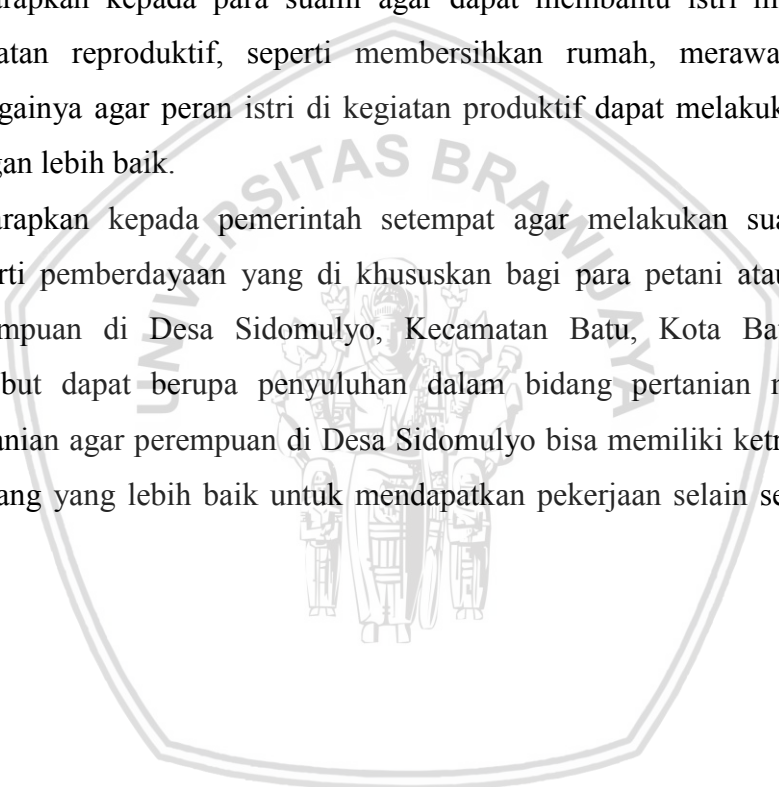 arapkan kepada para suami agar dapat membantu istri m
atan reproduktif, seperti membersihkan rumah, merawa
gainya agar peran istri di kegiatan produktif dapat melakuk
gan lebih baik.
arapkan kepada pemerintah setempat agar melakukan sua
rti pemberdayaan yang di khususkan bagi para petani atau
mpuan di Desa Sidomulyo, Kecamatan Batu, Kota Ba
but dapat berupa penyuluhan dalam bidang pertanian
anian agar perempuan di Desa Sidomulyo bisa memiliki ketr
ang yang lebih baik untuk mendapatkan pekerjaan selain se
UNIVERSITAS BRAWIJAYA